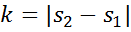 k = |s₂ − s₁|